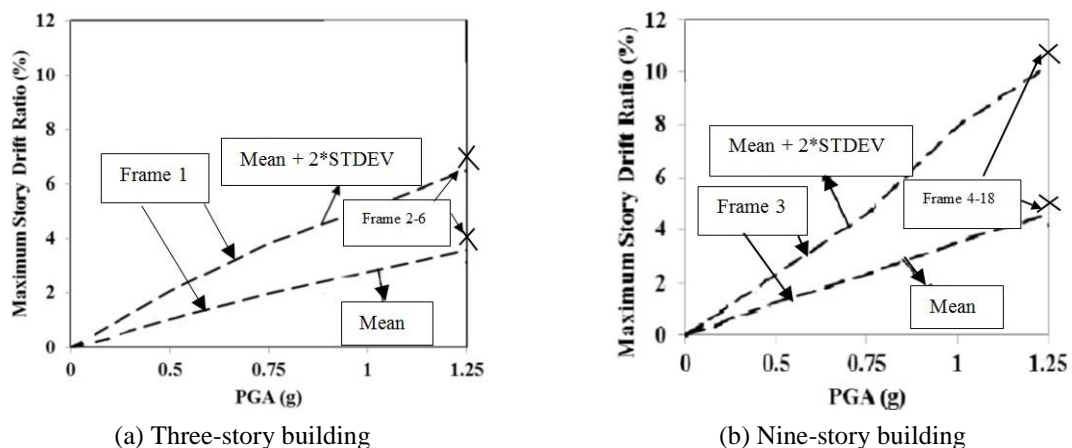 12
10
8
6
4
2
0
Maximum Story Drift Ratio (%)
Frame 1
Mean + 2*STDEV
Frame 2-6
Mean
0
0.5
0.75
1
1.25
PGA (g)
(a) Three-story building
12
10
8
6
4
2
0
Maximum Story Drift Ratio (%)
Mean + 2*STDEV
Frame 3
Frame 4-18
Mean
0
0.5
0.75
1
1.25
PGA (g)
(b) Nine-story building